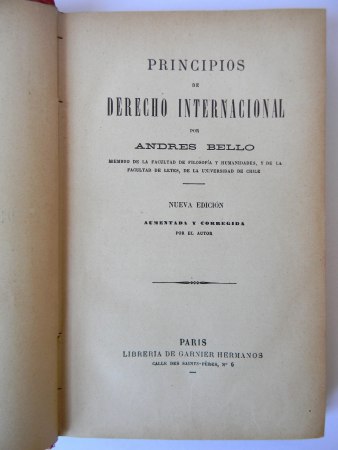 PRINCIPIOS
DE
DERECHO INTERNACIONAL
POR
ANDRES BELLO
MIEMBRO DE LA FACULTAD DE FILOSOFÍA Y HUMANIDADES, Y DE LA
FACULTAD DE LEYES, DE LA UNIVERSIDAD DE CHILE
NUEVA EDICIÓN
AUMENTADA Y CORREGIDA
POR EL AUTOR
PARIS
LIBRERIA DE GARNIER HERMANOS
CALLE DES SAINTS-PÈRES, Nº 6